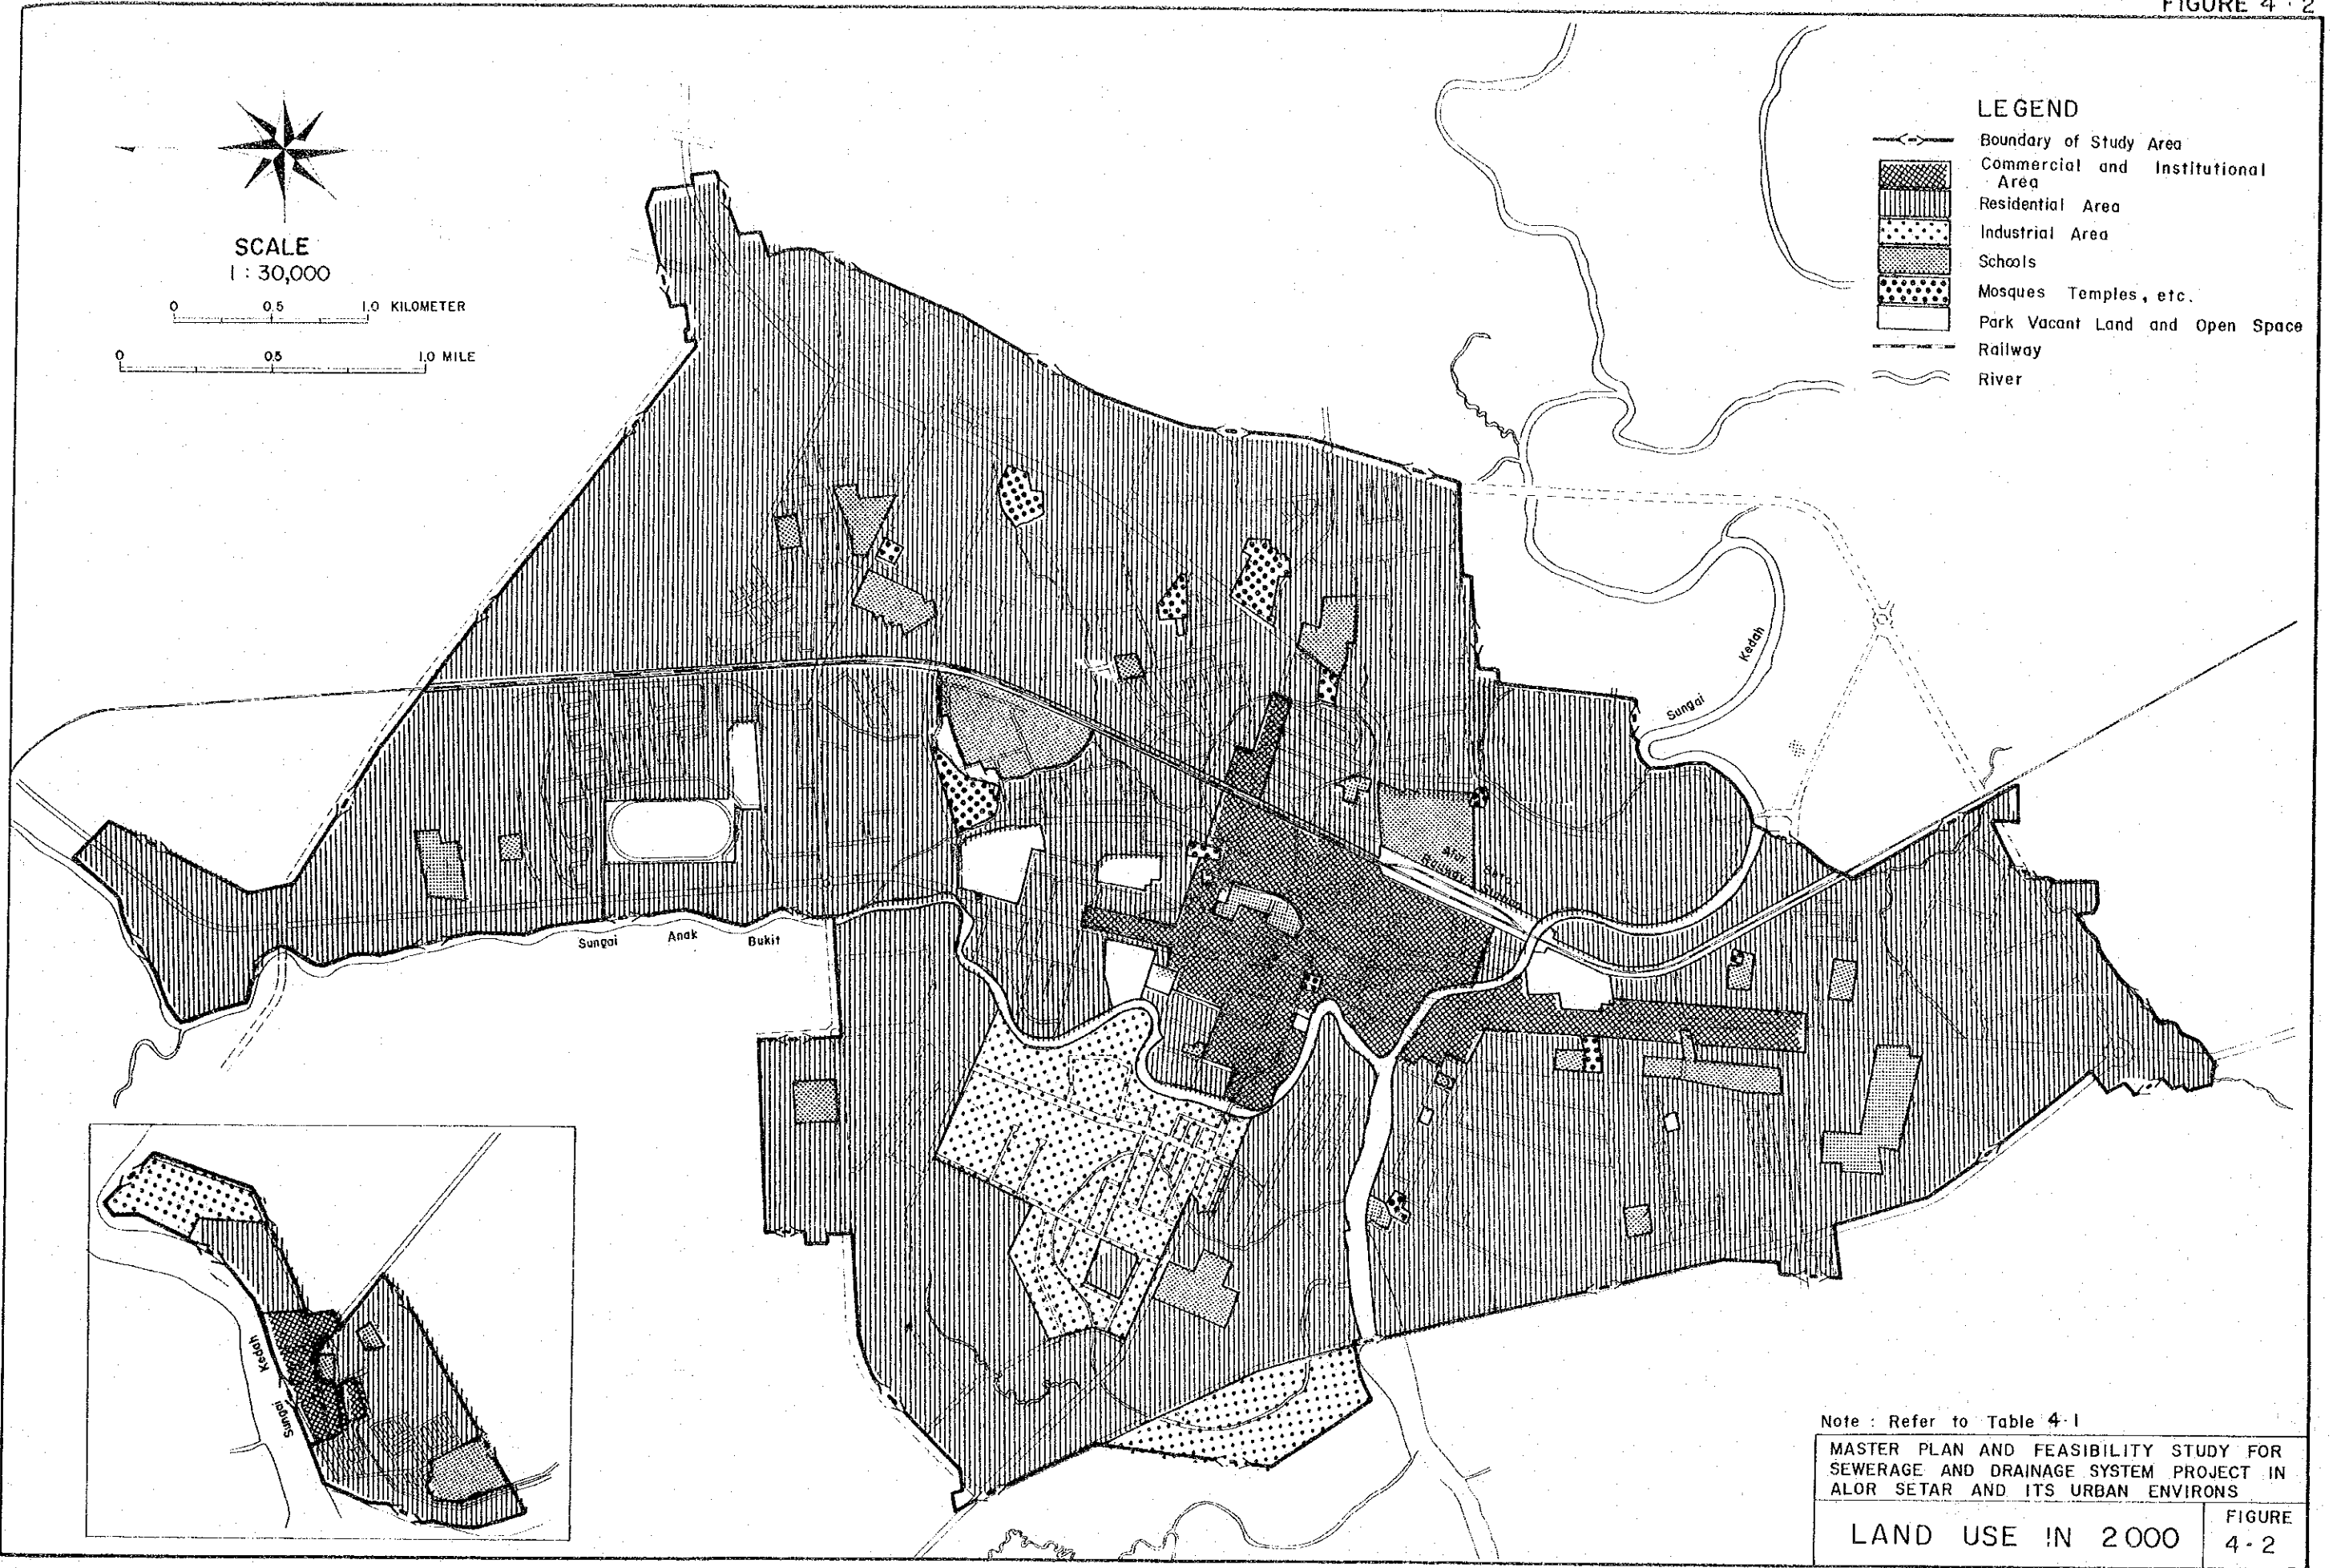 FIGURE 4 · 2
SCALE
1 : 30,000
0 0.5 1.0 KILOMETER
0 0.5 1.0 MILE
LEGEND
Boundary of Study Area
Commercial and Institutional
Area
Residential Area
Industrial Area
Schools
Mosques Temples, etc.
Park Vacant Land and Open Space
Railway
River
Kedah
Sungai
Alor Setar
Sungai Anak Bukit
Kedah
Sungai
Note : Refer to Table 4-1
MASTER PLAN AND FEASIBILITY STUDY FOR
SEWERAGE AND DRAINAGE SYSTEM PROJECT IN
ALOR SETAR AND ITS URBAN ENVIRONS
LAND USE IN 2000
FIGURE
4-2